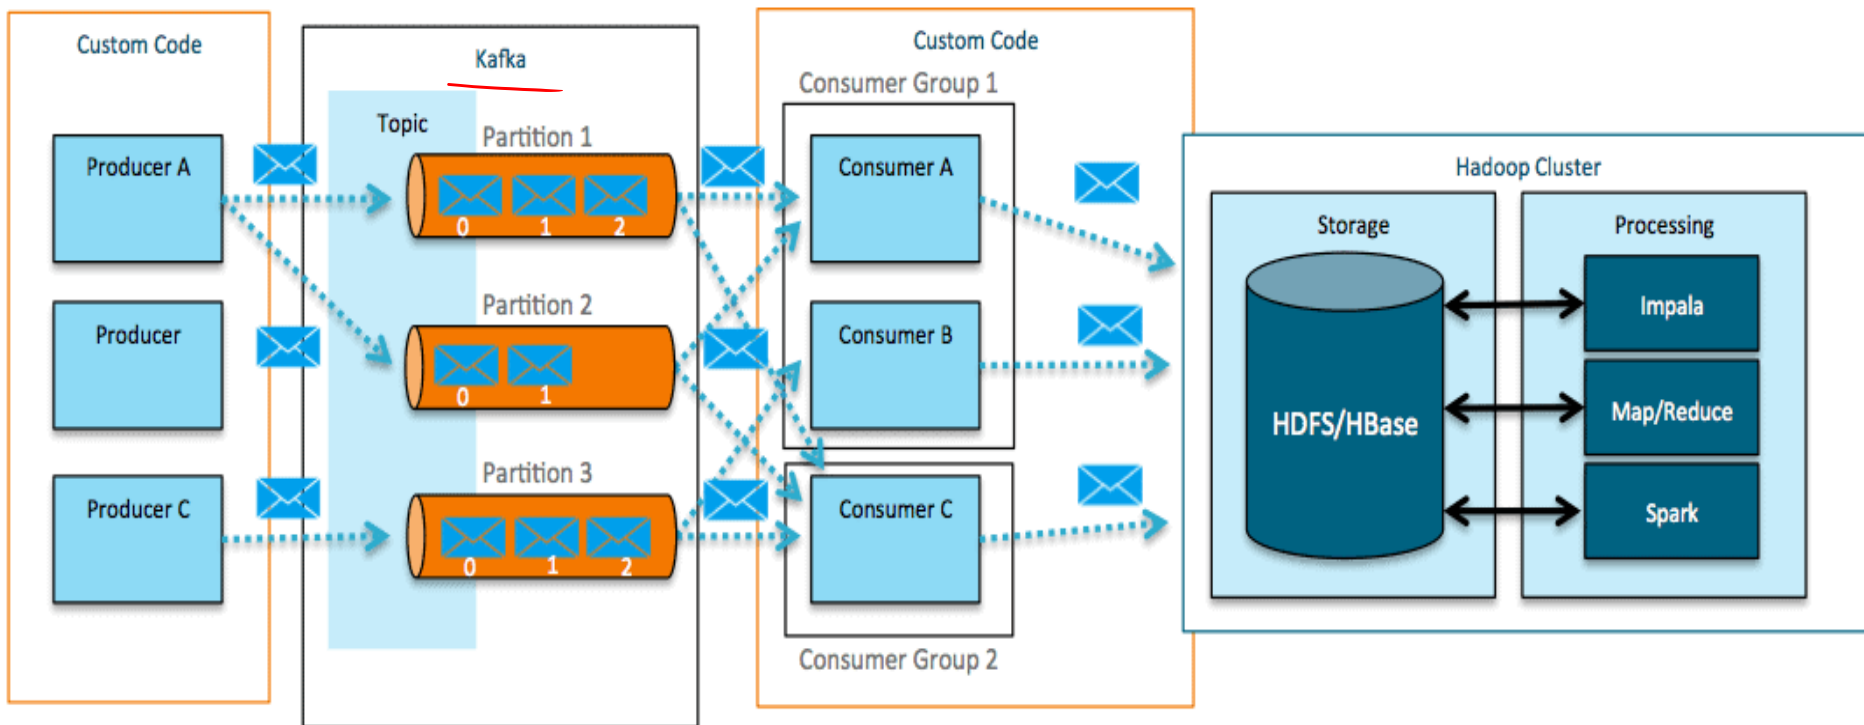 Custom Code
Producer A
Producer
Producer C
Kafka
Topic
Partition 1
0 1 2
Partition 2
0 1
Partition 3
0 1 2
Custom Code
Consumer Group 1
Consumer A
Consumer B
Consumer C
Consumer Group 2
Hadoop Cluster
Storage
HDFS/HBase
Processing
Impala
Map/Reduce
Spark